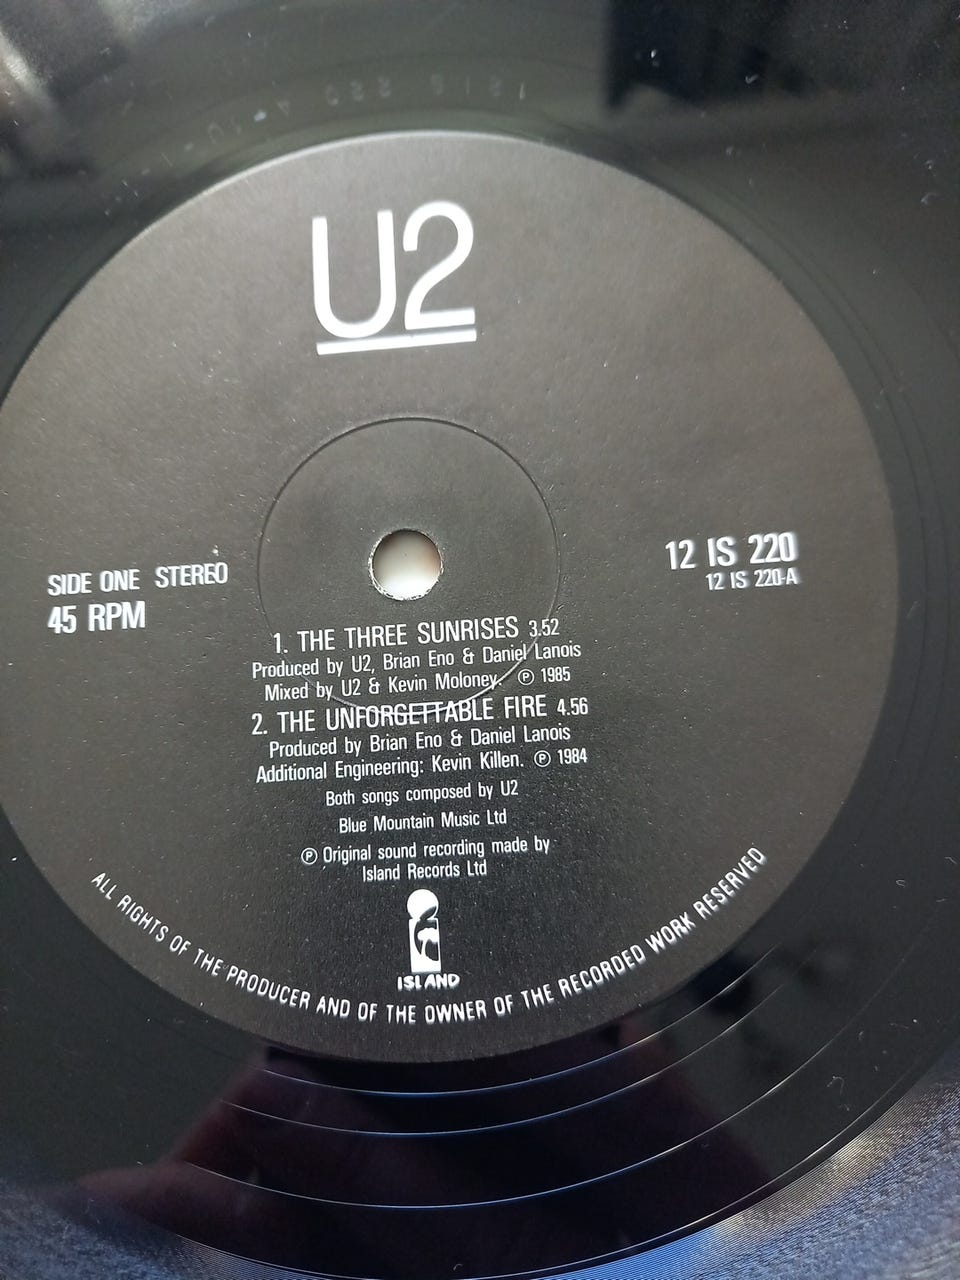 U2
SIDE ONE STEREO
45 RPM
12 IS 220
12 IS 220-A
1. THE THREE SUNRISES 3.52
Produced by U2, Brian Eno & Daniel Lanois
Mixed by U2 & Kevin Moloney. ℗ 1985
2. THE UNFORGETTABLE FIRE 4.56
Produced by Brian Eno & Daniel Lanois
Additional Engineering: Kevin Killen. ℗ 1984
Both songs composed by U2
Blue Mountain Music Ltd
℗ Original sound recording made by
Island Records Ltd
ISLAND
ALL RIGHTS OF THE PRODUCER AND OF THE OWNER OF THE RECORDED WORK RESERVED